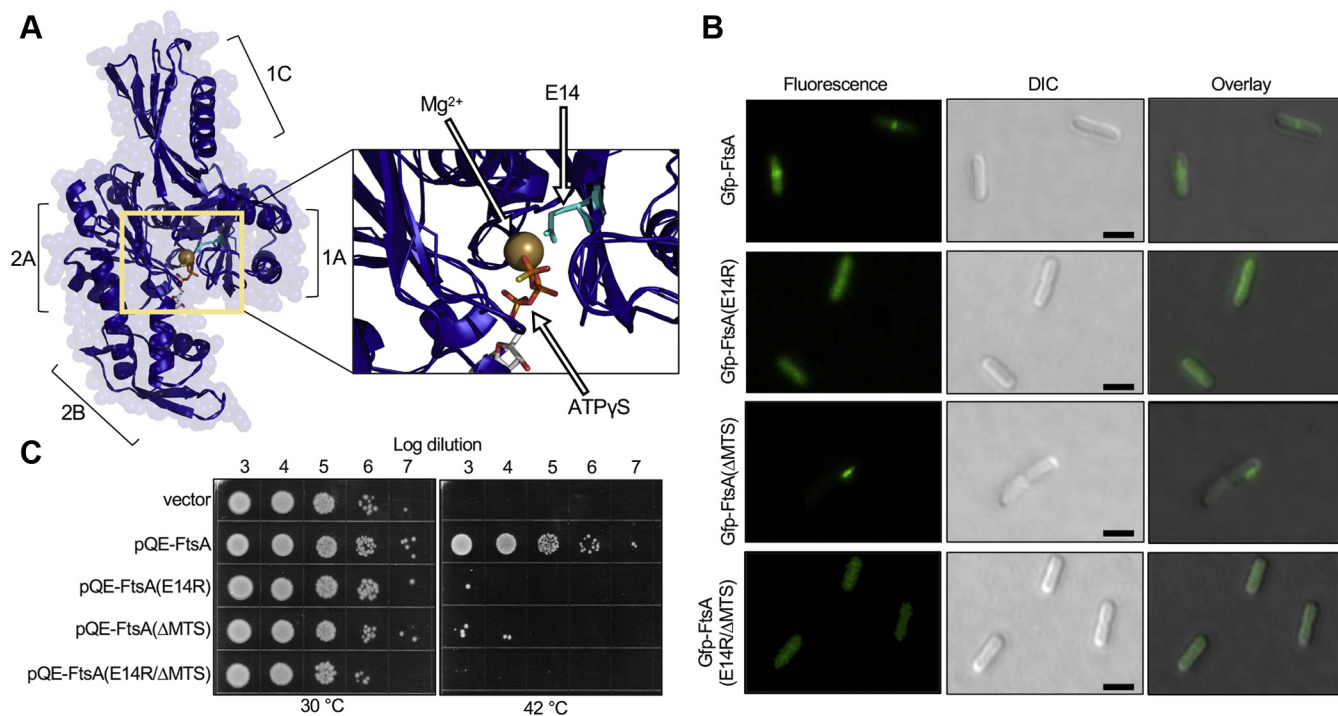 A
1C
2A
1A
2B
Mg²⁺
E14
ATPγS
B
Fluorescence DIC Overlay
Gfp-FtsA
Gfp-FtsA(E14R)
Gfp-FtsA(ΔMTS)
Gfp-FtsA
(E14R/ΔMTS)
C
Log dilution
3 4 5 6 7 3 4 5 6 7
vector
pQE-FtsA
pQE-FtsA(E14R)
pQE-FtsA(ΔMTS)
pQE-FtsA(E14R/ΔMTS)
30 °C 42 °C